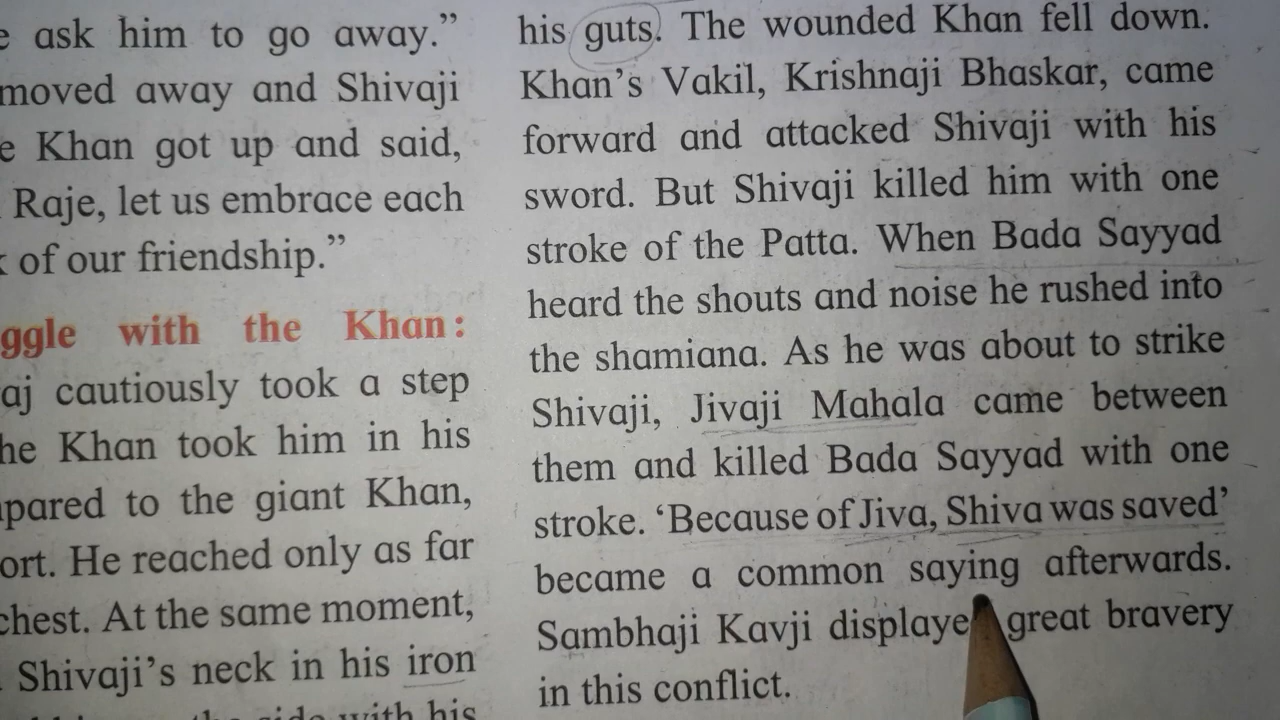 ask him to go away.”
moved away and Shivaji
Khan got up and said,
Raje, let us embrace each
of our friendship.”
with the Khan:
cautiously took a step
Khan took him in his
to the giant Khan,
He reached only as far
chest. At the same moment,
Shivaji’s neck in his iron
the side with his
his guts. The wounded Khan fell down.
Khan’s Vakil, Krishnaji Bhaskar, came
forward and attacked Shivaji with his
sword. But Shivaji killed him with one
stroke of the Patta. When Bada Sayyad
heard the shouts and noise he rushed into
the shamiana. As he was about to strike
Shivaji, Jivaji Mahala came between
them and killed Bada Sayyad with one
stroke. ‘Because of Jiva, Shiva was saved’
became a common saying afterwards.
Sambhaji Kavji displayed great bravery
in this conflict.